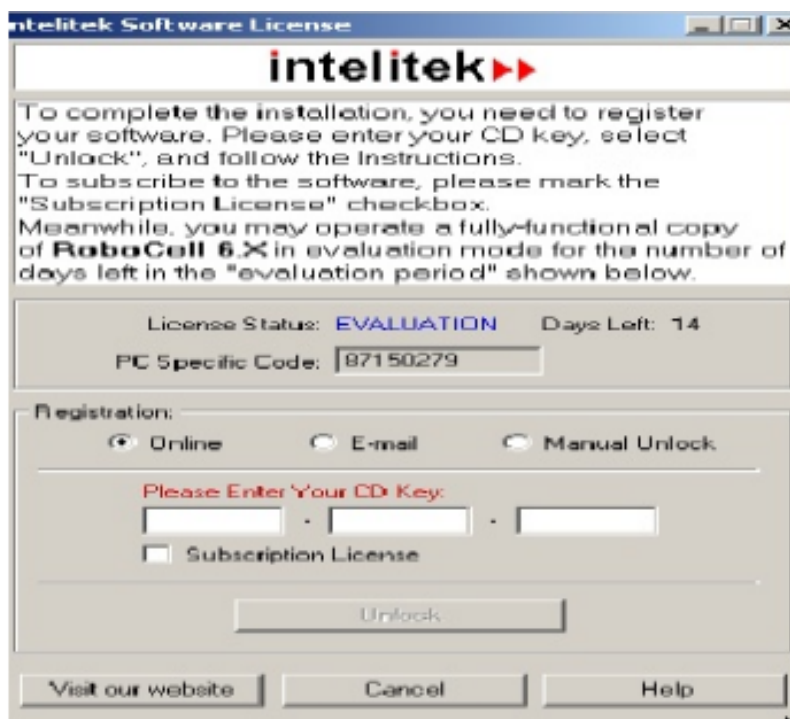 ntelitek Software License
intelitek
To complete the installation, you need to register
your software. Please enter your CD key, select
"Unlock", and follow the Instructions.
To subscribe to the software, please mark the
"Subscription License" checkbox.
Meanwhile, you may operate a fully-functional copy
of RoboCell 6.X in evaluation mode for the number of
days left in the "evaluation period" shown below.
License Status: EVALUATION Days Left: 14
PC Specific Code: 87150279
Registration:
Online E-mail Manual Unlock
Please Enter Your CD Key:
- -
Subscription License
Unlock
Visit our website Cancel Help